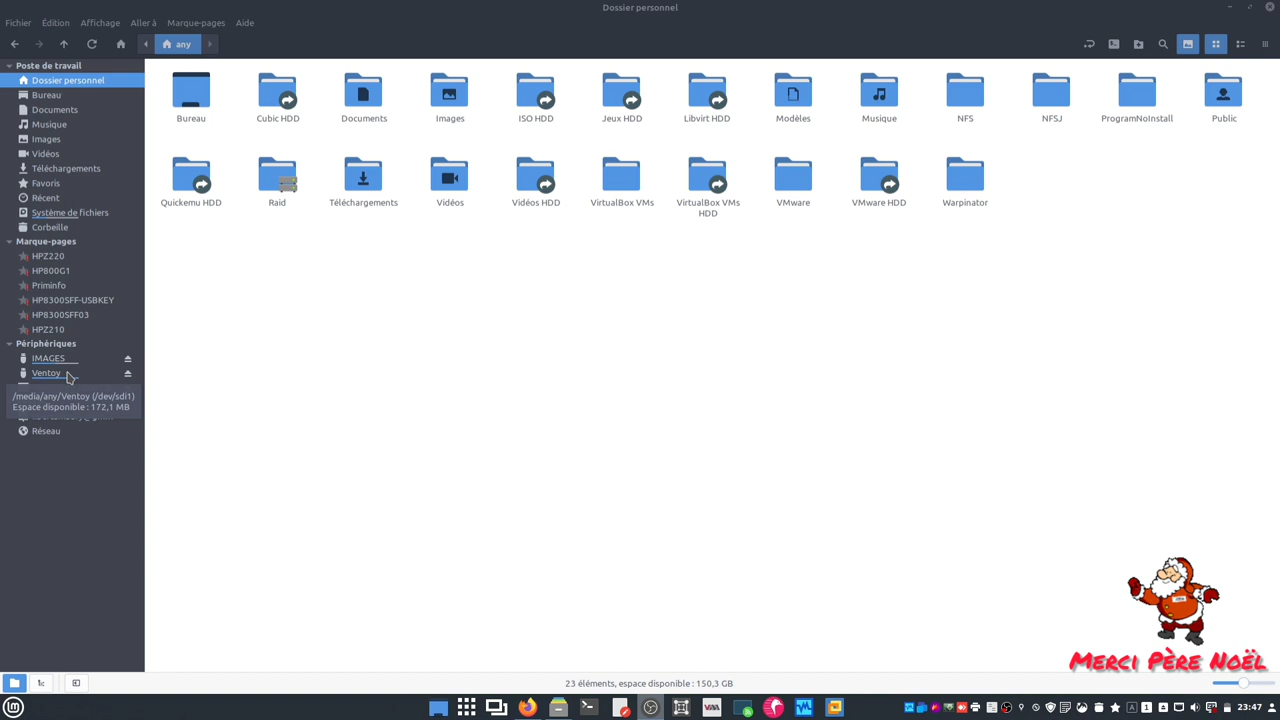 Dossier personnel
Fichier Édition Affichage Aller à Marque-pages Aide
any
Poste de travail
Dossier personnel
Bureau
Documents
Musique
Images
Vidéos
Téléchargements
Favoris
Récent
Système de fichiers
Corbeille
Marque-pages
HPZ220
HP800G1
Priminfo
HP8300SFF-USBKEY
HP8300SFF03
HPZ210
Périphériques
IMAGES
Ventoy
/media/any/Ventoy (/dev/sdi1)
Espace disponible : 172,1 MB
Réseau
Bureau Cubic HDD Documents Images ISO HDD Jeux HDD Libvirt HDD Modèles Musique NFS NFSJ ProgramNoInstall Public
Quickemu HDD Raid Téléchargements Vidéos Vidéos HDD VirtualBox VMs VirtualBox VMs HDD VMware VMware HDD Warpinator
Merci Père Noël
23 éléments, espace disponible : 150,3 GB
23:47